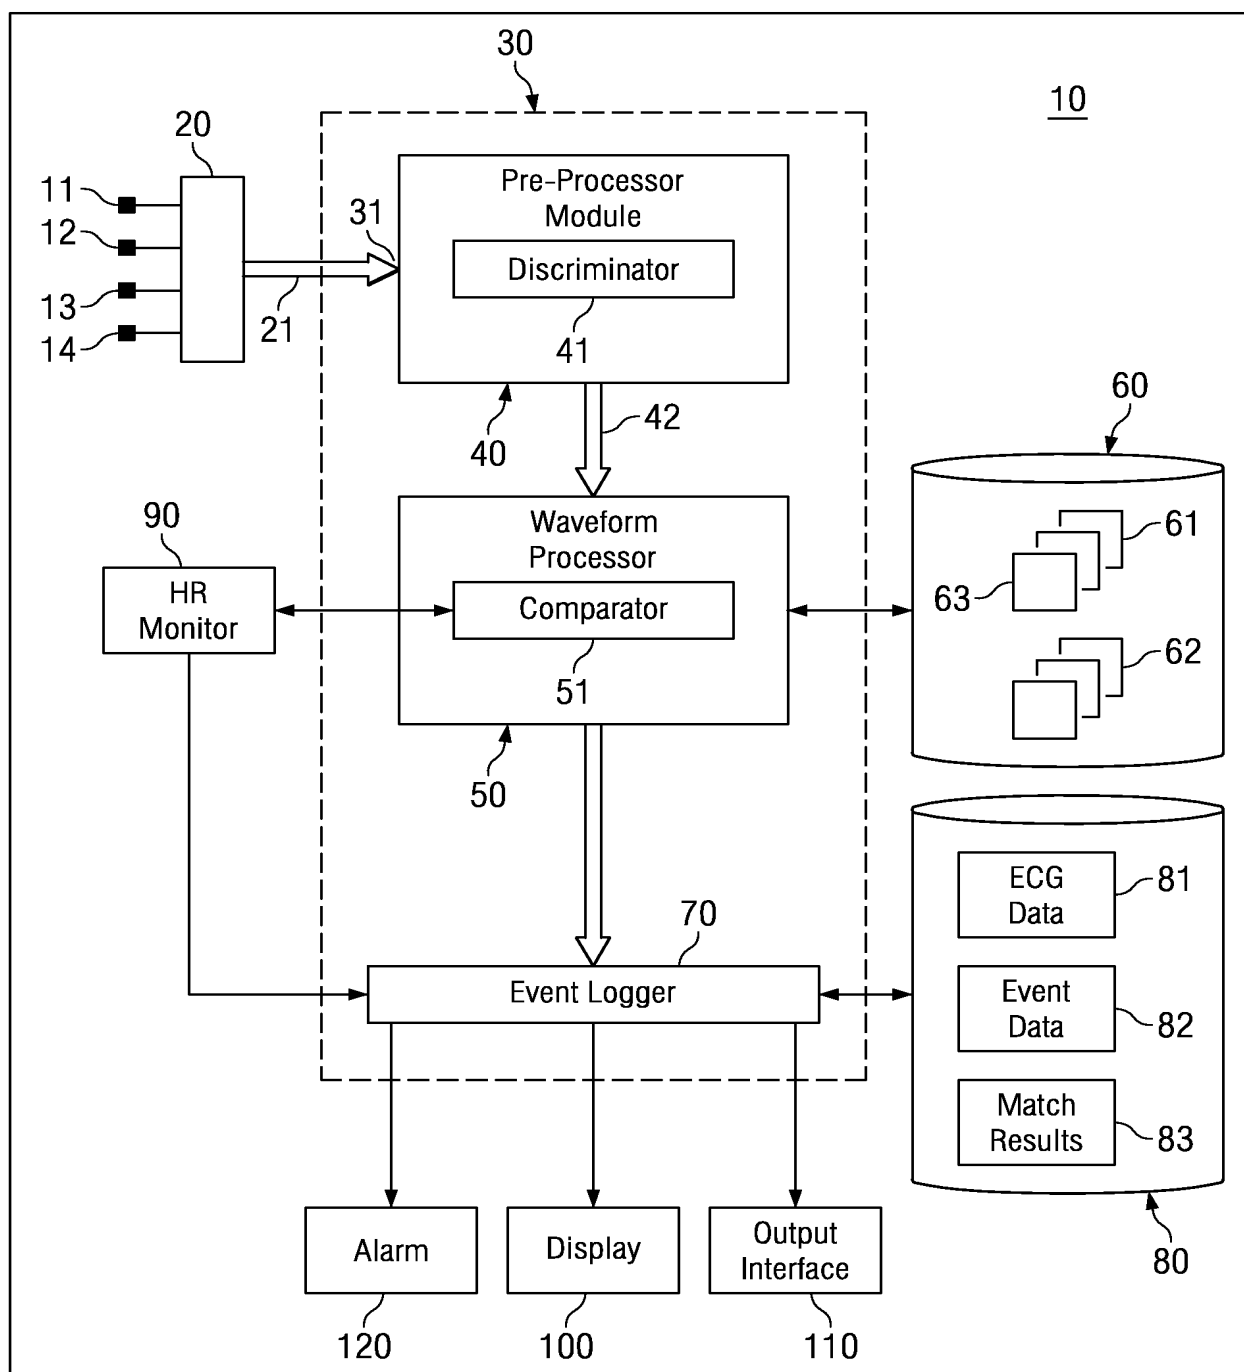 30
10
20
11
12
13
14
21
31
Pre-Processor
Module
Discriminator
41
40
42
60
61
63
62
90
HR
Monitor
Waveform
Processor
Comparator
51
50
70
Event Logger
ECG
Data
81
Event
Data
82
Match
Results
83
80
Alarm
120
Display
100
Output
Interface
110